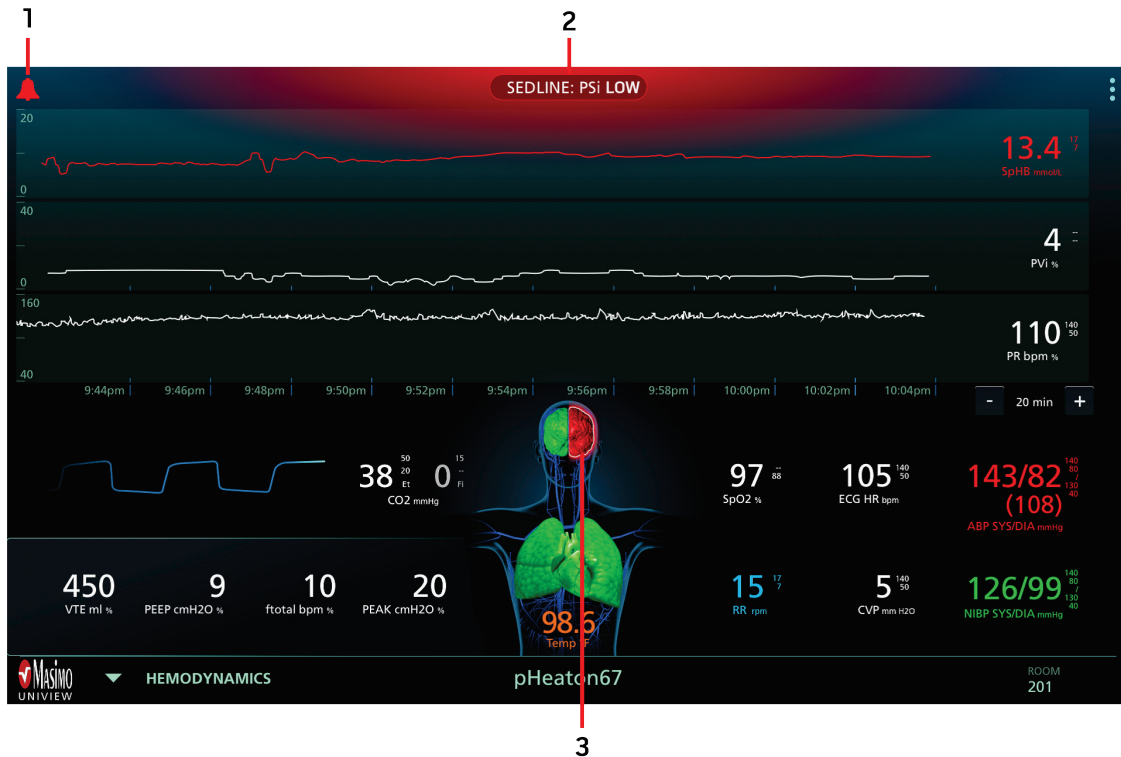 1
2
SEDLINE: PSi LOW
20
0
13.4
17
7
SpHB mmol/L
40
0
4
--
--
PVi %
160
40
110
140
50
PR bpm %
9:44pm 9:46pm 9:48pm 9:50pm 9:52pm 9:54pm 9:56pm 9:58pm 10:00pm 10:02pm 10:04pm
- 20 min +
38
50
20
Et
0
15
--
Fi
CO2 mmHg
97
--
88
SpO2 %
105
140
50
ECG HR bpm
143/82
(108)
140
80
/
130
40
ABP SYS/DIA mmHg
450
VTE ml %
9
PEEP cmH2O %
10
ftotal bpm %
20
PEAK cmH2O %
98.6
Temp °F
15
17
7
RR rpm
5
140
50
CVP mm H2O
126/99
140
80
/
130
40
NIBP SYS/DIA mmHg
MASIMO
UNIVIEW
HEMODYNAMICS
pHeaton67
ROOM
201
3